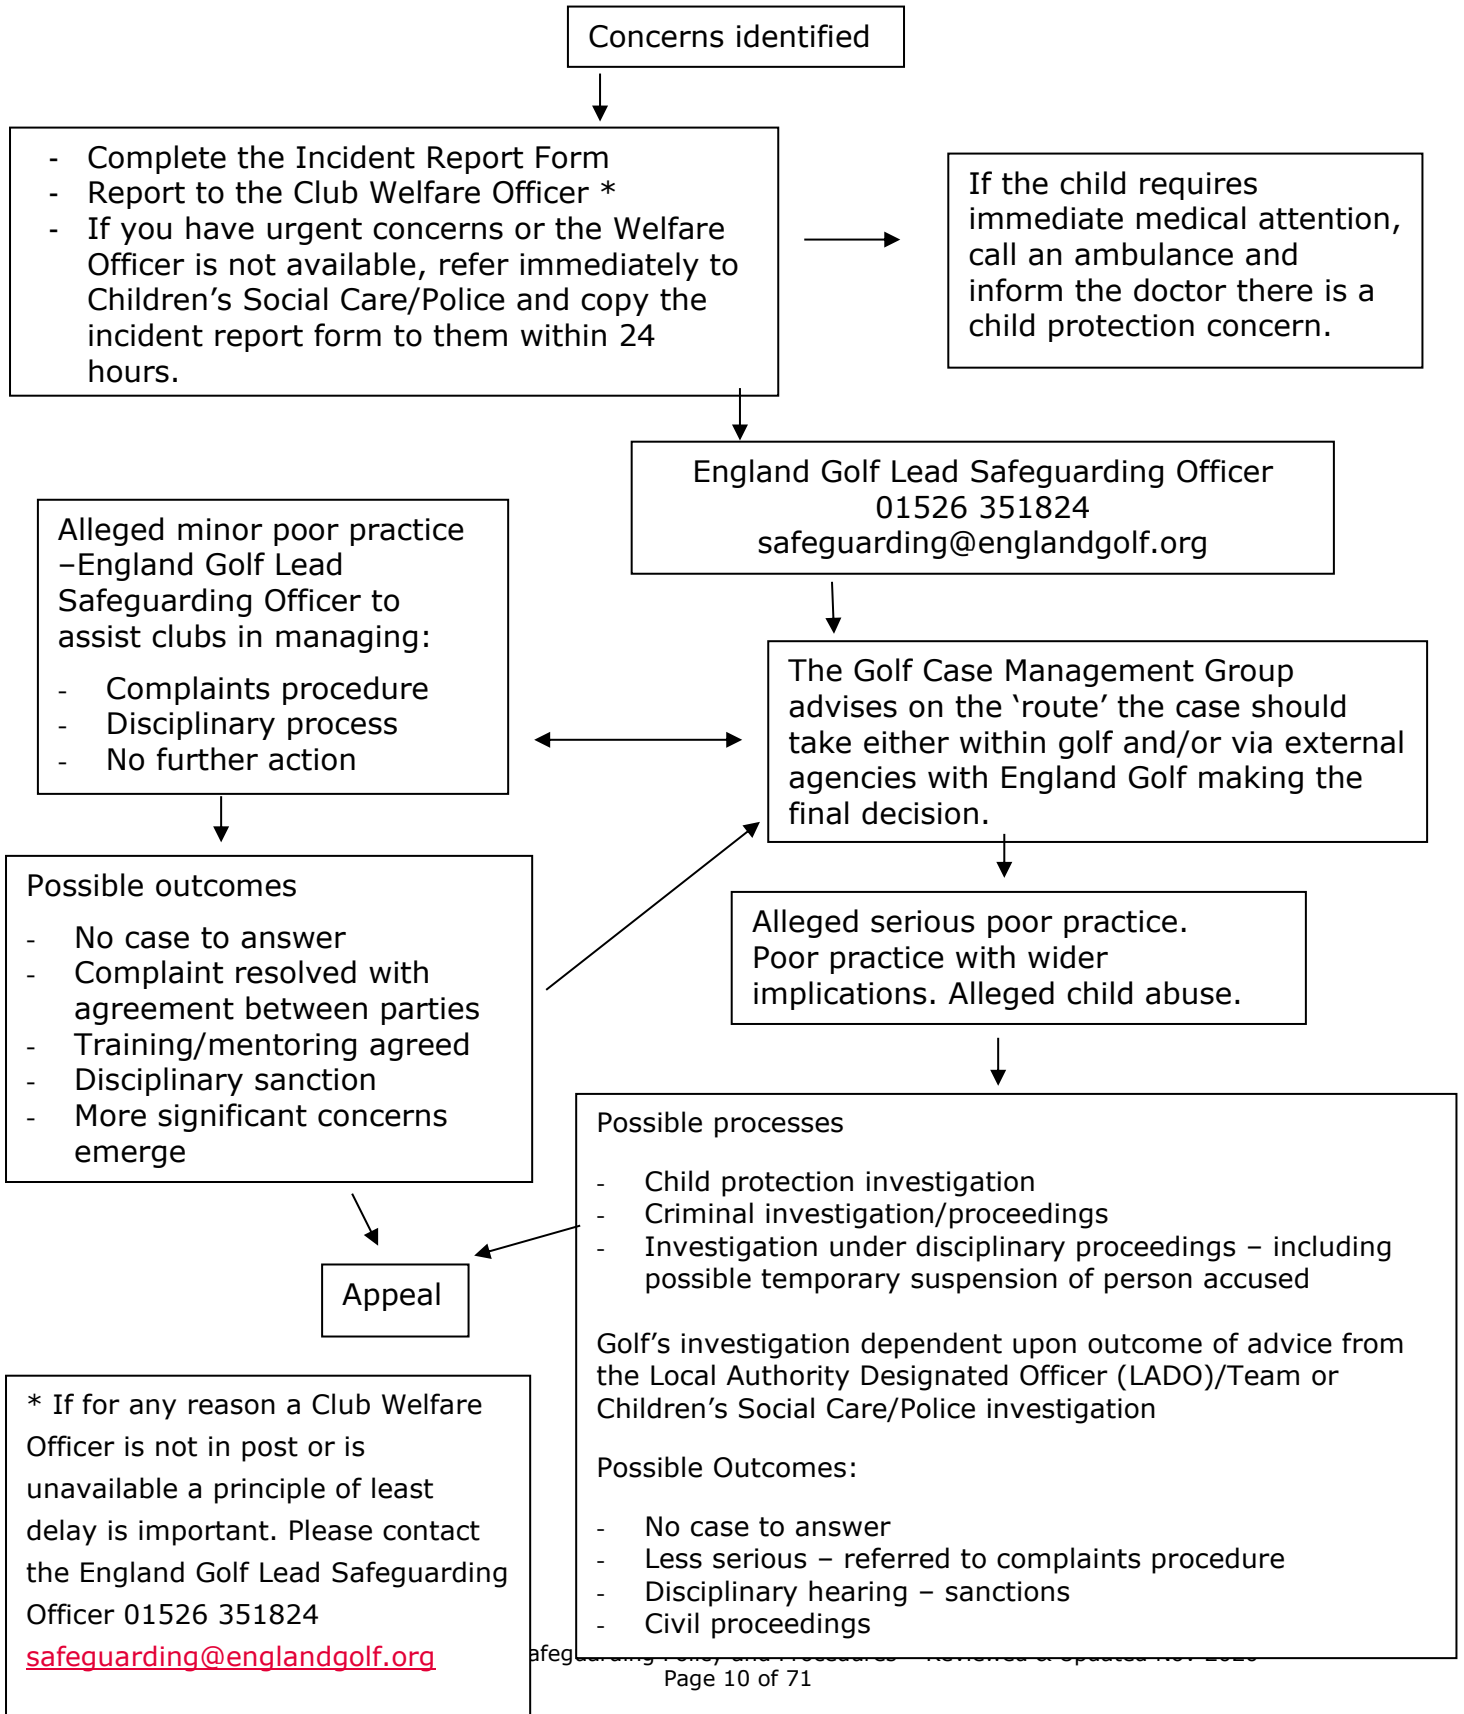 Concerns identified
- Complete the Incident Report Form
- Report to the Club Welfare Officer *
- If you have urgent concerns or the Welfare
Officer is not available, refer immediately to
Children’s Social Care/Police and copy the
incident report form to them within 24
hours.
If the child requires
immediate medical attention,
call an ambulance and
inform the doctor there is a
child protection concern.
England Golf Lead Safeguarding Officer
01526 351824
safeguarding@englandgolf.org
Alleged minor poor practice
–England Golf Lead
Safeguarding Officer to
assist clubs in managing:
- Complaints procedure
- Disciplinary process
- No further action
The Golf Case Management Group
advises on the ‘route’ the case should
take either within golf and/or via external
agencies with England Golf making the
final decision.
Possible outcomes
- No case to answer
- Complaint resolved with
agreement between parties
- Training/mentoring agreed
- Disciplinary sanction
- More significant concerns
emerge
Alleged serious poor practice.
Poor practice with wider
implications. Alleged child abuse.
Possible processes
- Child protection investigation
- Criminal investigation/proceedings
- Investigation under disciplinary proceedings – including
possible temporary suspension of person accused
Golf’s investigation dependent upon outcome of advice from
the Local Authority Designated Officer (LADO)/Team or
Children’s Social Care/Police investigation
Possible Outcomes:
- No case to answer
- Less serious – referred to complaints procedure
- Disciplinary hearing – sanctions
- Civil proceedings
Appeal
* If for any reason a Club Welfare
Officer is not in post or is
unavailable a principle of least
delay is important. Please contact
the England Golf Lead Safeguarding
Officer 01526 351824
safeguarding@englandgolf.org
Page 10 of 71